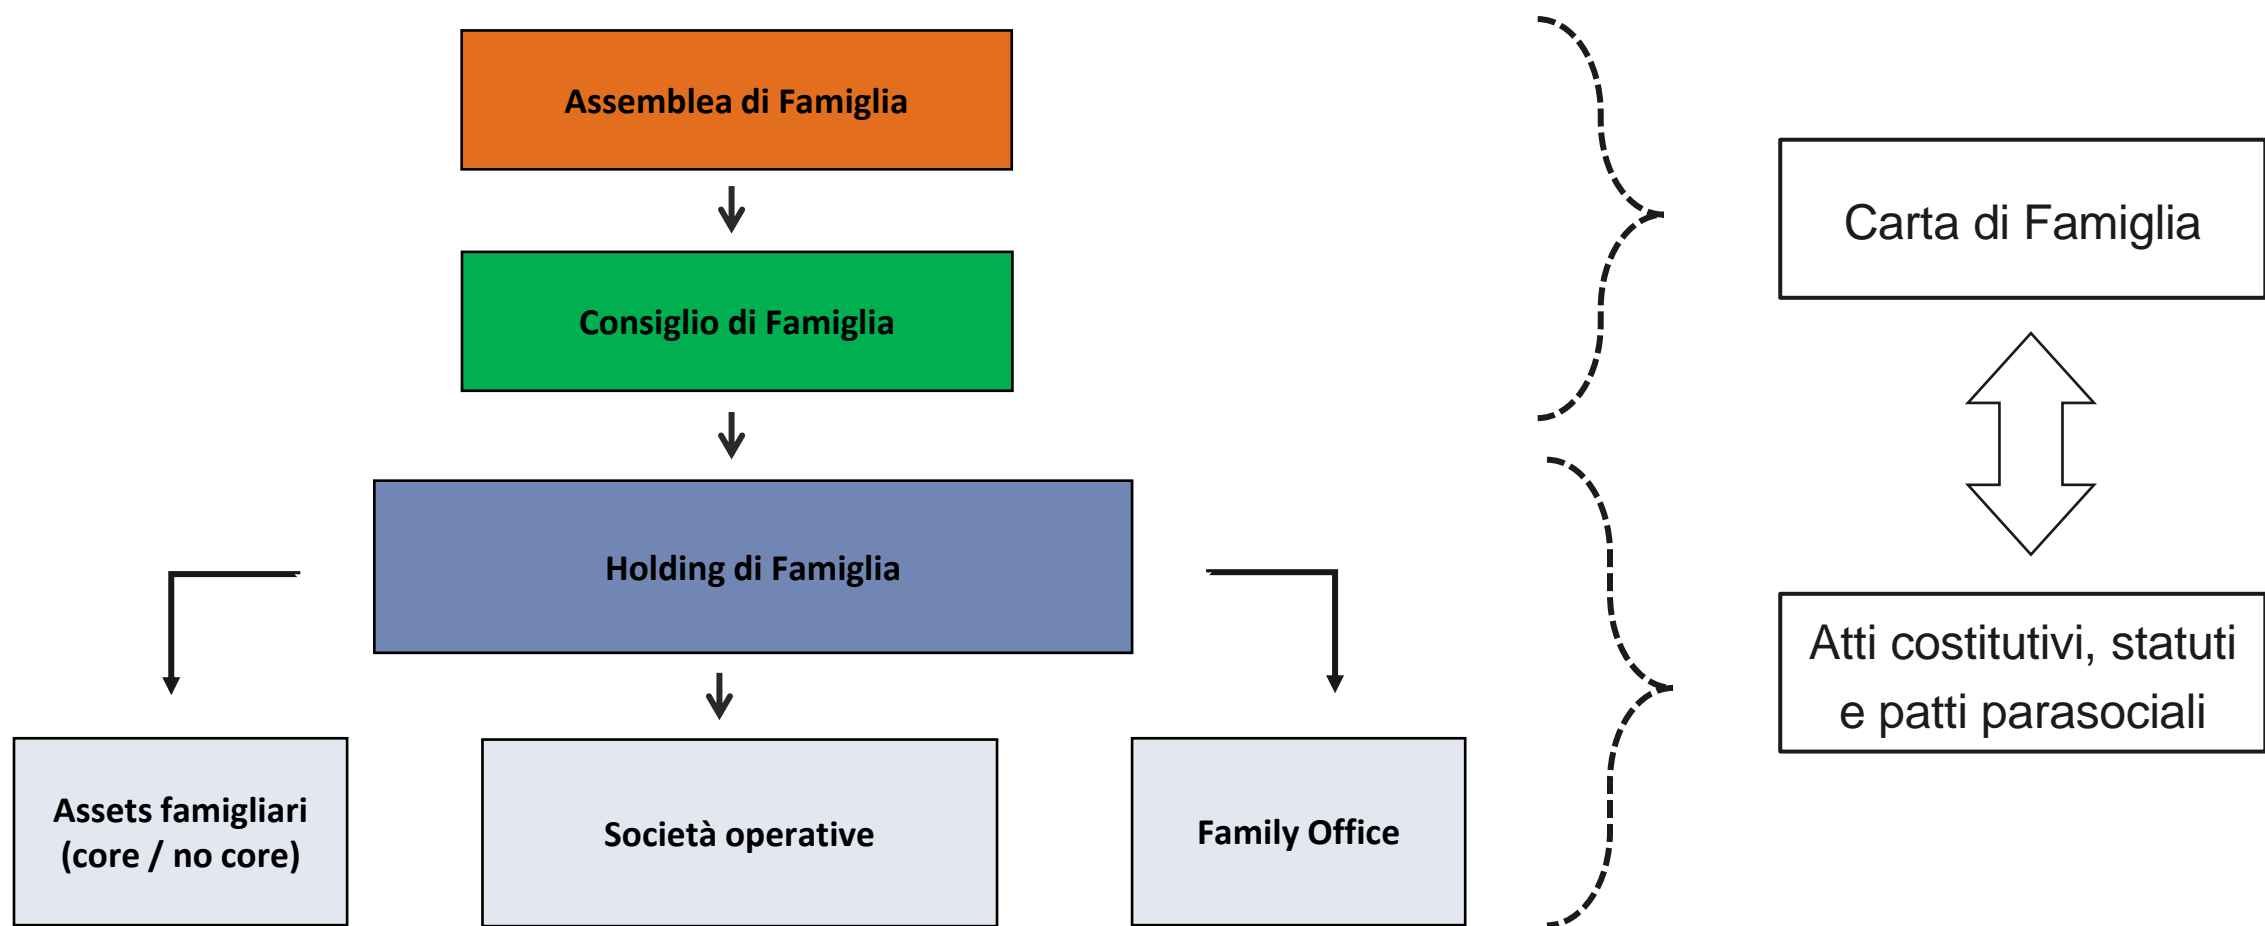 Assemblea di Famiglia
Consiglio di Famiglia
Holding di Famiglia
Assets famigliari
(core / no core)
Società operative
Family Office
Carta di Famiglia
Atti costitutivi, statuti
e patti parasociali